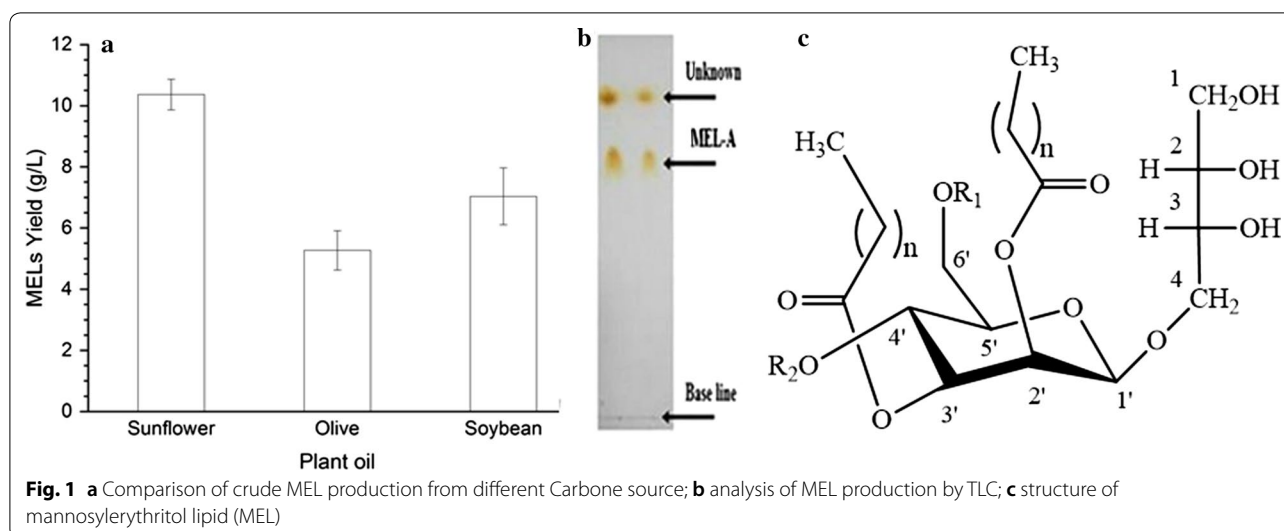 a
12
10
8
6
4
2
0
MELs Yield (g/L)
Sunflower Olive Soybean
Plant oil
b
Unknown
MEL-A
Base line
c
CH₃
( )n
H₃C
( )n
O
O
OR₁
O
6'
O
4'
5'
R₂O
O
3'
2'
1'
O
1
CH₂OH
2
H OH
3
H OH
4
CH₂
Fig. 1 a Comparison of crude MEL production from different Carbone source; b analysis of MEL production by TLC; c structure of
mannosylerythritol lipid (MEL)